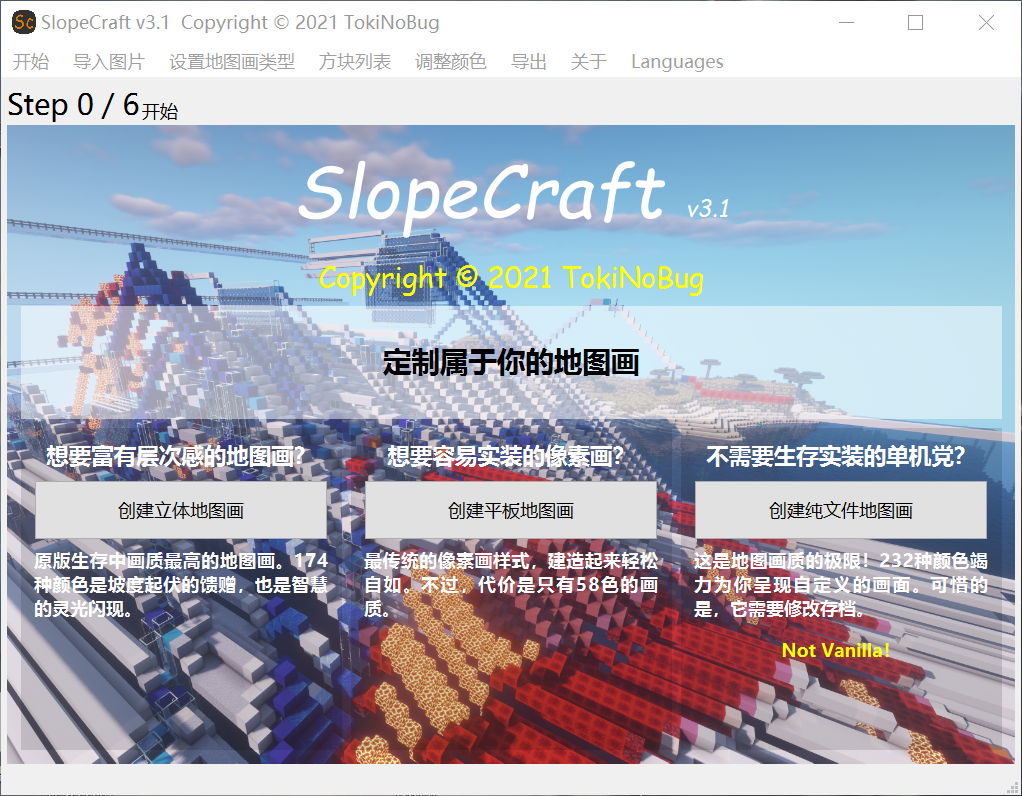 Sc SlopeCraft v3.1 Copyright © 2021 TokiNoBug
开始 导入图片 设置地图画类型 方块列表 调整颜色 导出 关于 Languages
Step 0 / 6 开始
SlopeCraft v3.1
Copyright © 2021 TokiNoBug
定制属于你的地图画
想要富有层次感的地图画?
创建立体地图画
原版生存中画质最高的地图画。174
种颜色是坡度起伏的馈赠，也是智慧
的灵光闪现。
想要容易实装的像素画?
创建平板地图画
最传统的像素画样式，建造起来轻松
自如。不过，代价是只有58色的画
质。
不需要生存实装的单机党?
创建纯文件地图画
这是地图画质的极限！232种颜色竭
力为你呈现自定义的画面。可惜的
是，它需要修改存档。
Not Vanilla!